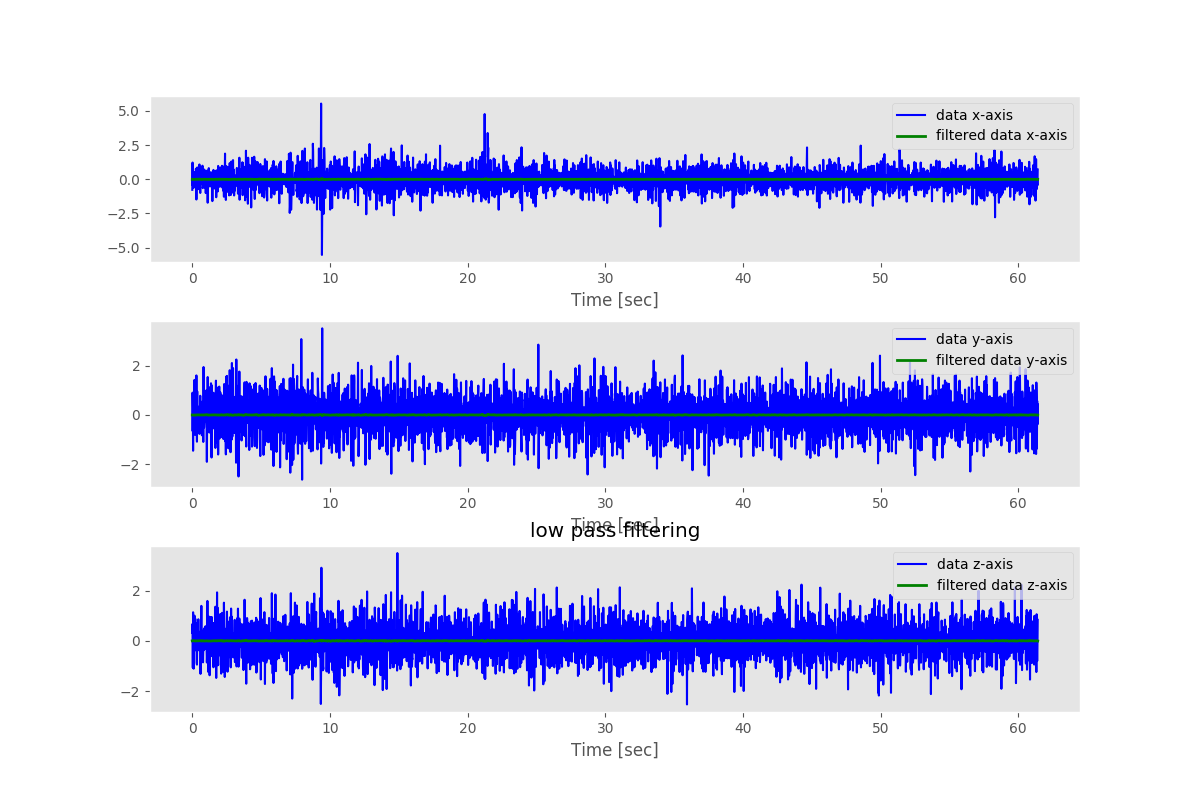 5.0
2.5
0.0
−2.5
−5.0
data x-axis
filtered data x-axis
0 10 20 30 40 50 60
Time [sec]
2
0
−2
data y-axis
filtered data y-axis
0 10 20 30 40 50 60
Time [sec]
low pass filtering
2
0
−2
data z-axis
filtered data z-axis
0 10 20 30 40 50 60
Time [sec]